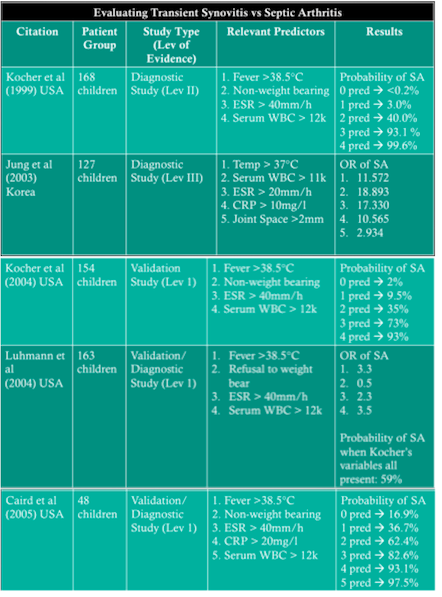 Evaluating Transient Synovitis vs Septic Arthritis
Citation
Patient Group
Study Type (Lev of Evidence)
Relevant Predictors
Results
Kocher et al (1999) USA
168 children
Diagnostic Study (Lev II)
1. Fever >38.5°C
2. Non-weight bearing
3. ESR > 40mm/h
4. Serum WBC > 12k
Probability of SA
0 pred → <0.2%
1 pred → 3.0%
2 pred → 40.0%
3 pred → 93.1 %
4 pred → 99.6%
Jung et al (2003) Korea
127 children
Diagnostic Study (Lev III)
1. Temp > 37°C
2. Serum WBC > 11k
3. ESR > 20mm/h
4. CRP > 10mg/l
5. Joint Space >2mm
OR of SA
1. 11.572
2. 18.893
3. 17.330
4. 10.565
5. 2.934
Kocher et al (2004) USA
154 children
Validation Study (Lev 1)
1. Fever >38.5°C
2. Non-weight bearing
3. ESR > 40mm/h
4. Serum WBC > 12k
Probability of SA
0 pred → 2%
1 pred → 9.5%
2 pred → 35%
3 pred → 73%
4 pred → 93%
Luhmann et al (2004) USA
163 children
Validation/ Diagnostic Study (Lev 1)
1. Fever >38.5°C
2. Refusal to weight bear
3. ESR > 40mm/h
4. Serum WBC > 12k
OR of SA
1. 3.3
2. 0.5
3. 2.3
4. 3.5
Probability of SA when Kocher's variables all present: 59%
Caird et al (2005) USA
48 children
Validation/ Diagnostic Study (Lev 1)
1. Fever >38.5°C
2. Non-weight bearing
3. ESR > 40mm/h
4. CRP > 20mg/l
5. Serum WBC > 12k
Probability of SA
0 pred → 16.9%
1 pred → 36.7%
2 pred → 62.4%
3 pred → 82.6%
4 pred → 93.1%
5 pred → 97.5%